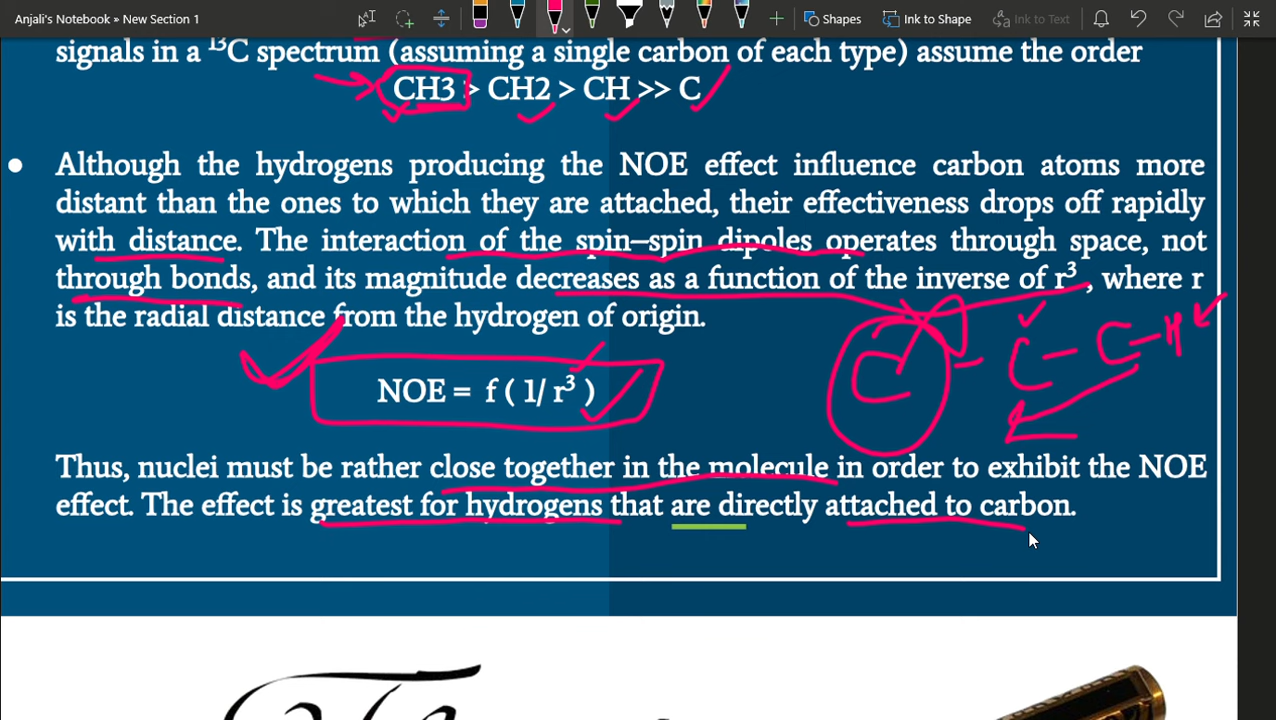 Anjali's Notebook » New Section 1
Shapes
Ink to Shape
Ink to Text
signals in a ¹³C spectrum (assuming a single carbon of each type) assume the order
CH3 > CH2 > CH >> C
• Although the hydrogens producing the NOE effect influence carbon atoms more
distant than the ones to which they are attached, their effectiveness drops off rapidly
with distance. The interaction of the spin–spin dipoles operates through space, not
through bonds, and its magnitude decreases as a function of the inverse of r³ , where r
is the radial distance from the hydrogen of origin.
C - C - C - H
NOE = f ( 1/ r³ )
Thus, nuclei must be rather close together in the molecule in order to exhibit the NOE
effect. The effect is greatest for hydrogens that are directly attached to carbon.